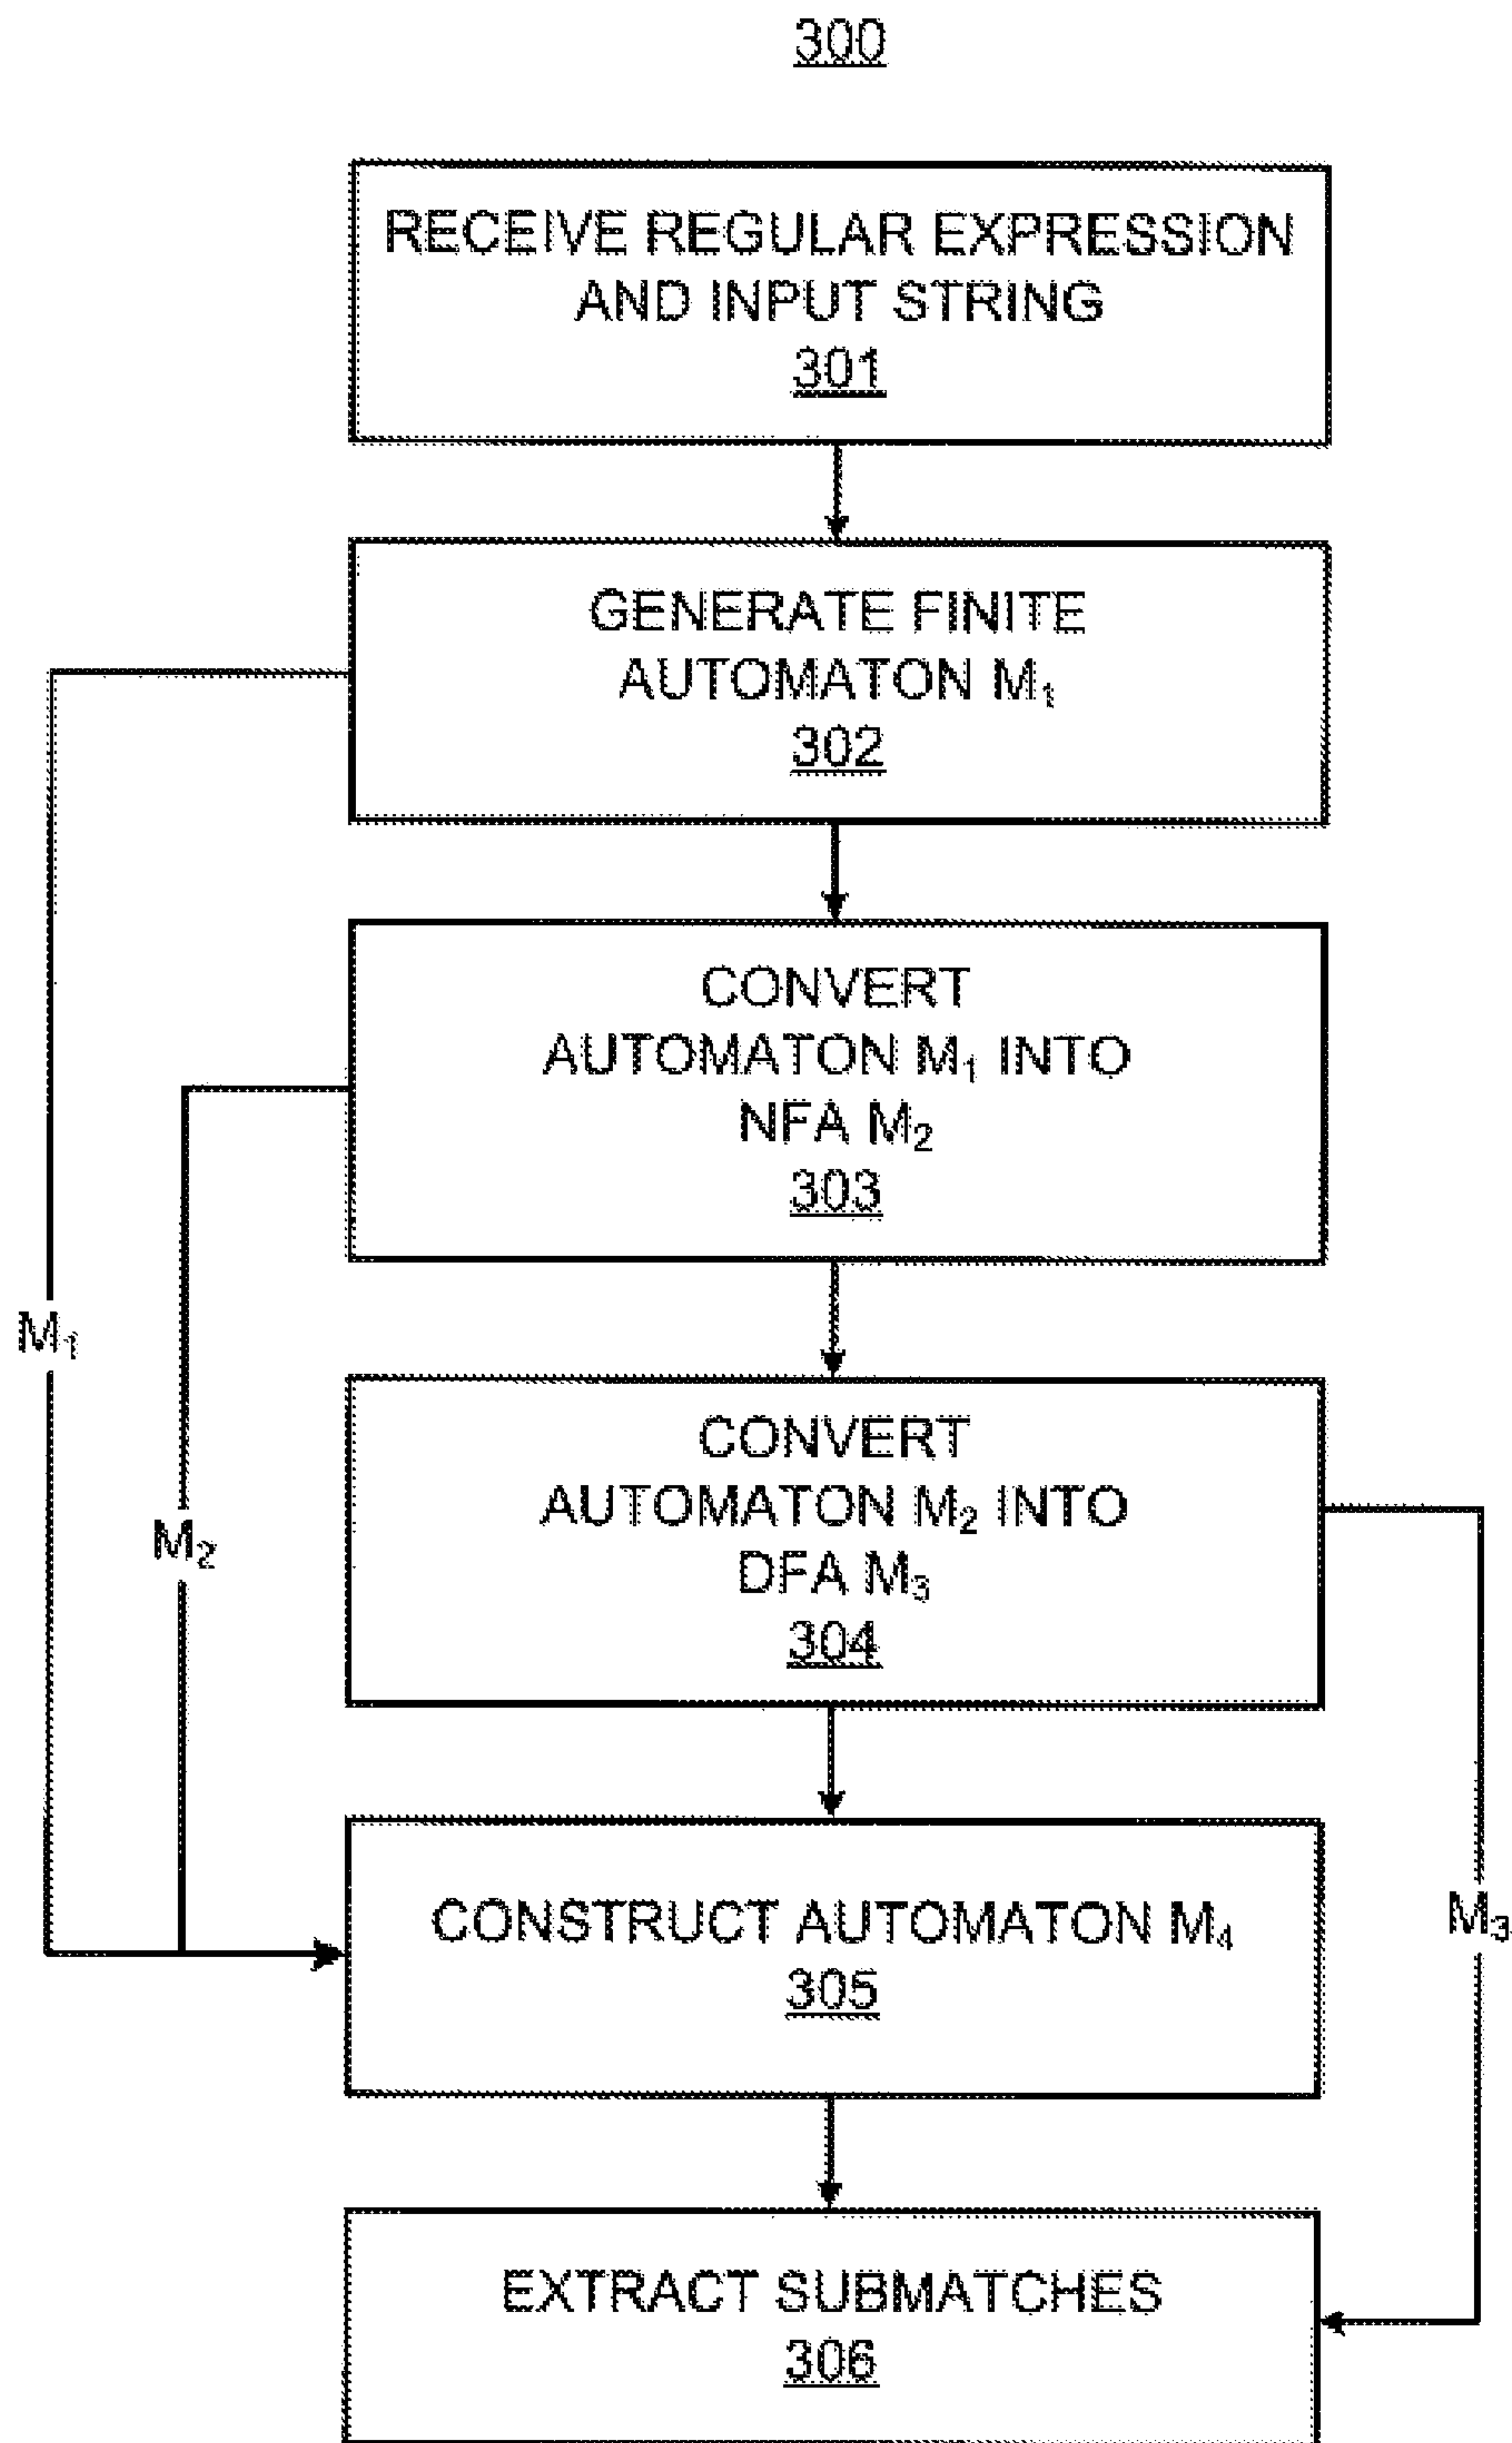 300
RECEIVE REGULAR EXPRESSION
AND INPUT STRING
301
GENERATE FINITE
AUTOMATON M₁
302
CONVERT
AUTOMATON M₁ INTO
NFA M₂
303
M₁
CONVERT
AUTOMATON M₂ INTO
DFA M₃
304
M₂
CONSTRUCT AUTOMATON M₄
305
M₃
EXTRACT SUBMATCHES
306